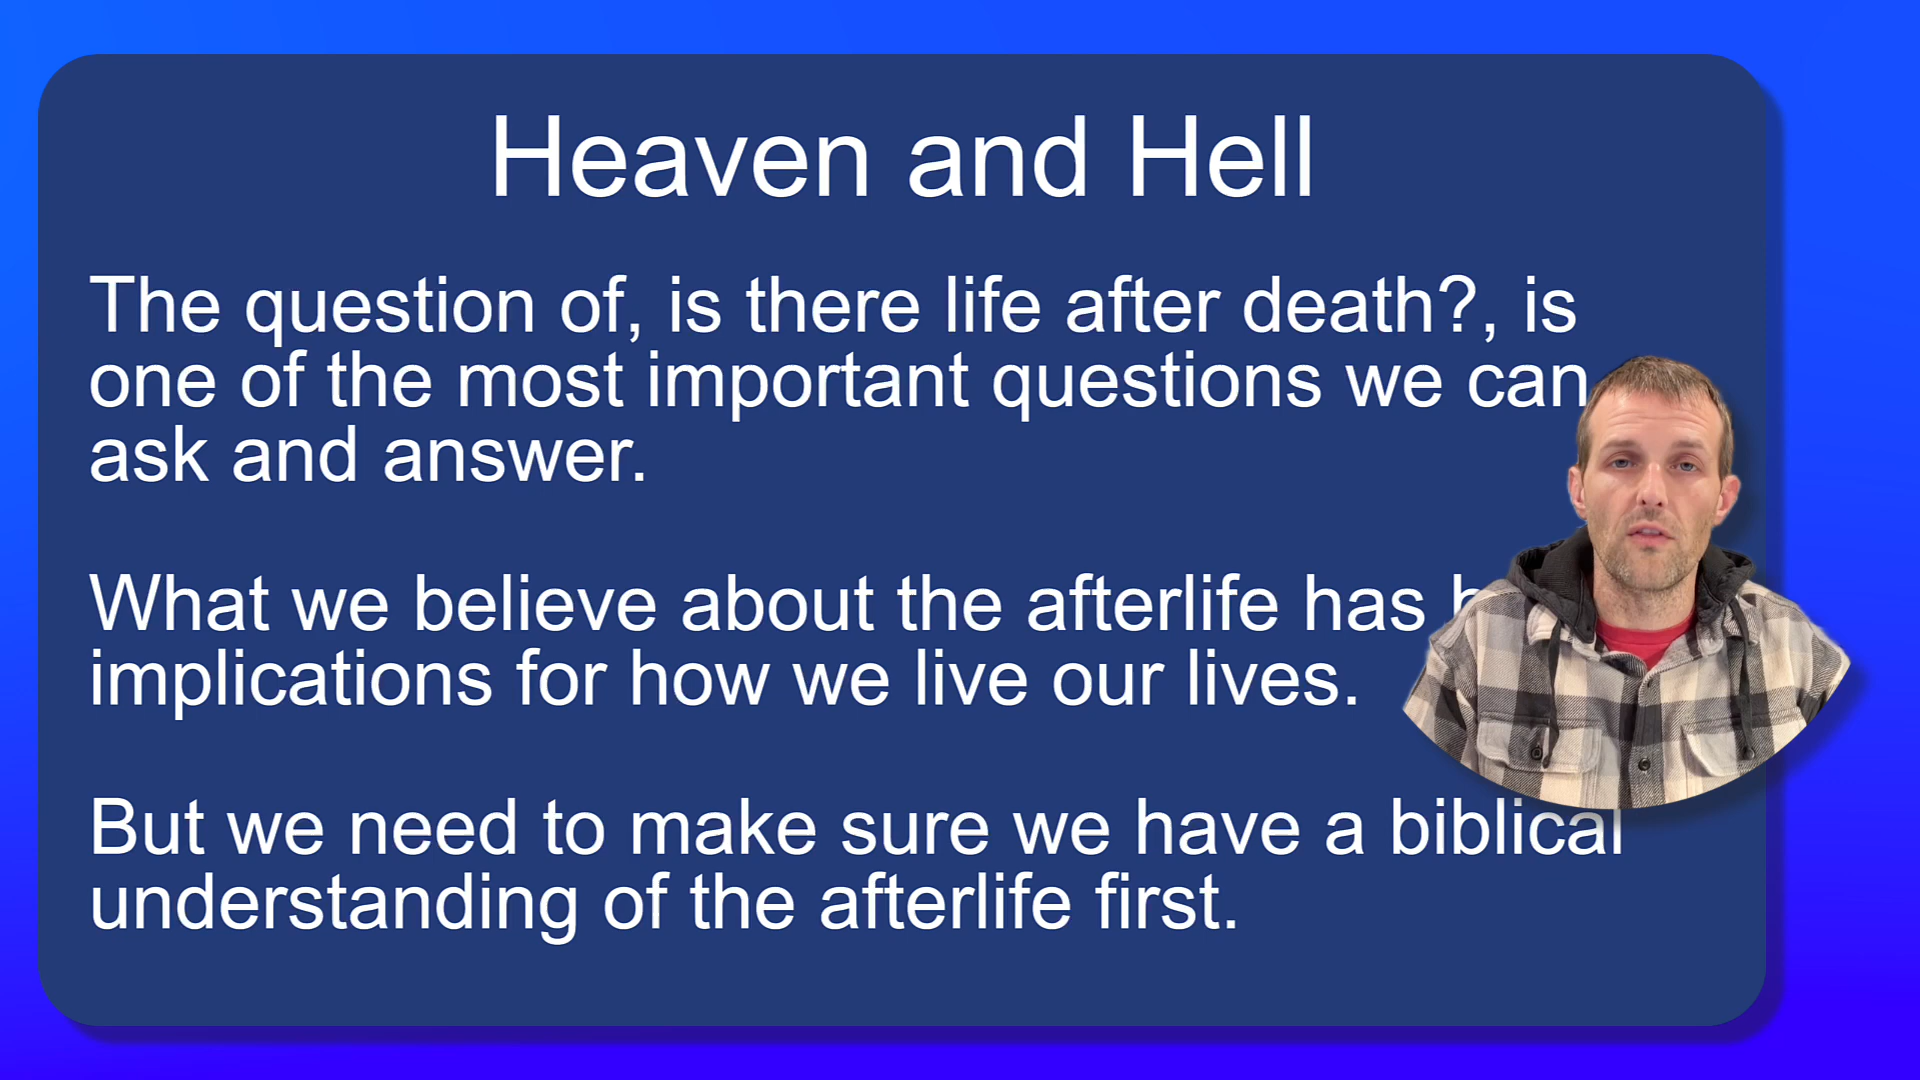 Heaven and Hell
The question of, is there life after death?, is
one of the most important questions we can
ask and answer.
What we believe about the afterlife has
implications for how we live our lives.
But we need to make sure we have a biblical
understanding of the afterlife first.